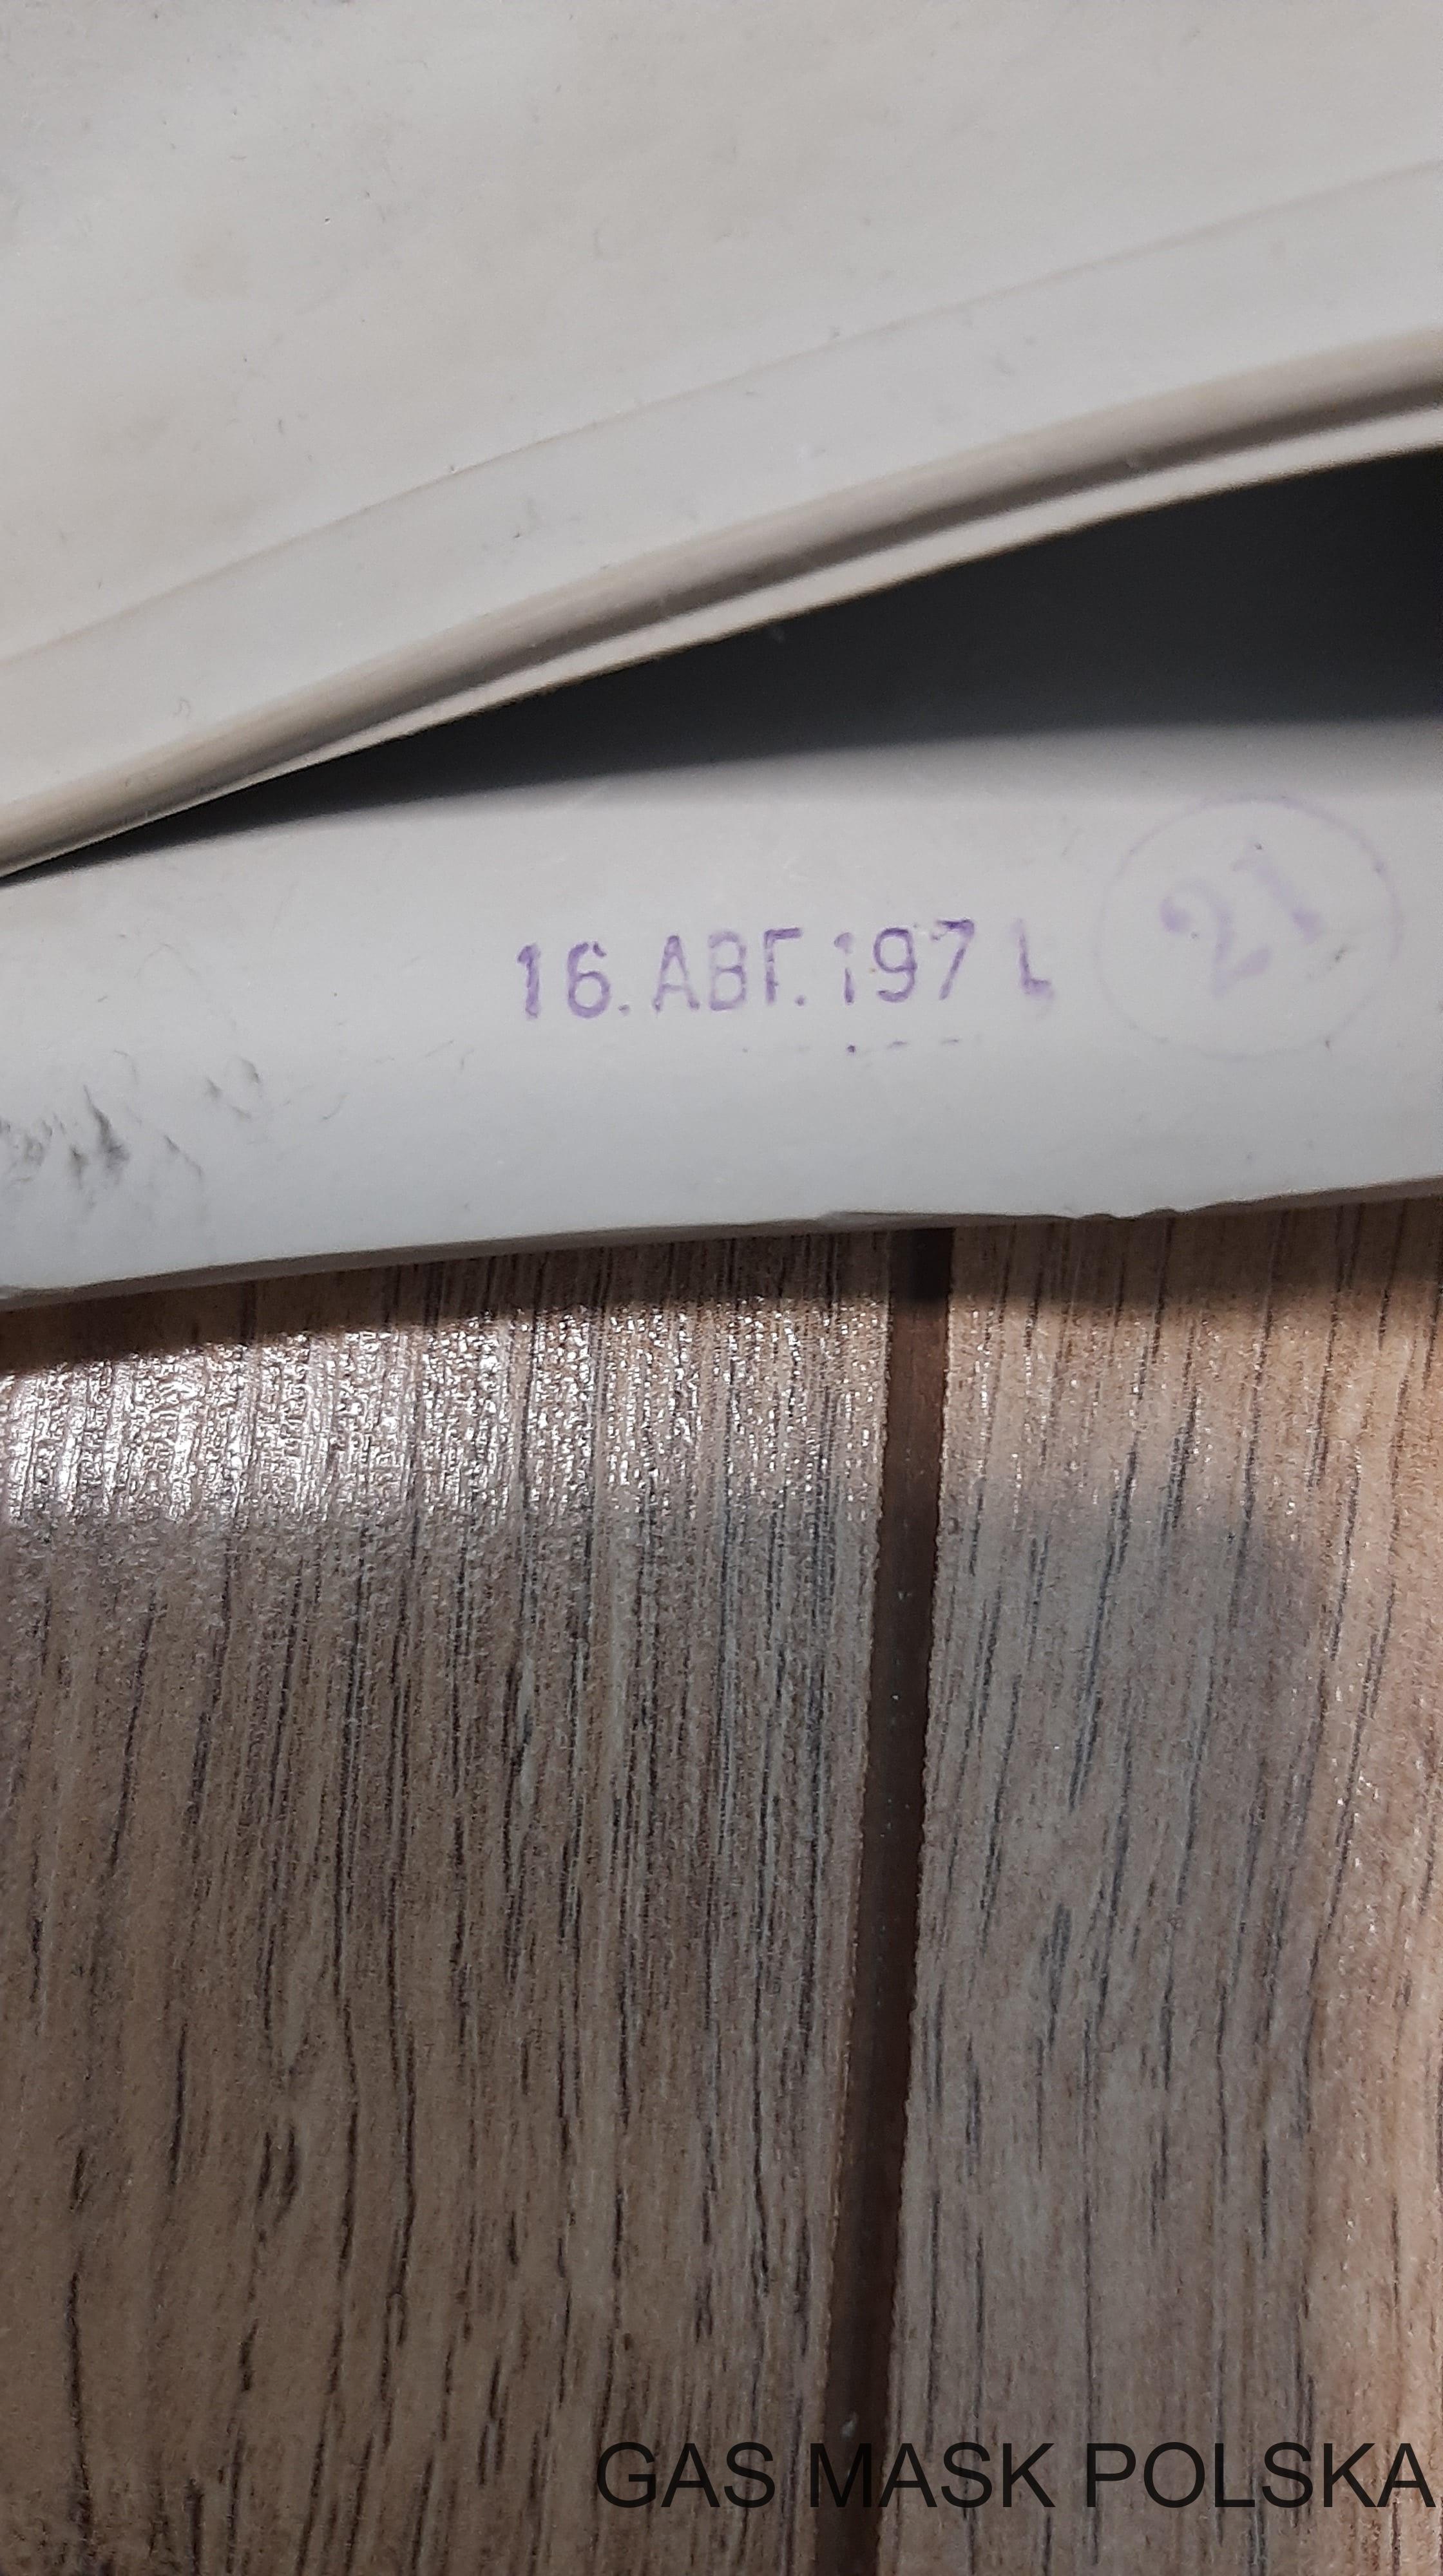 16. АВГ. 197
21
GAS MASK POLSKA